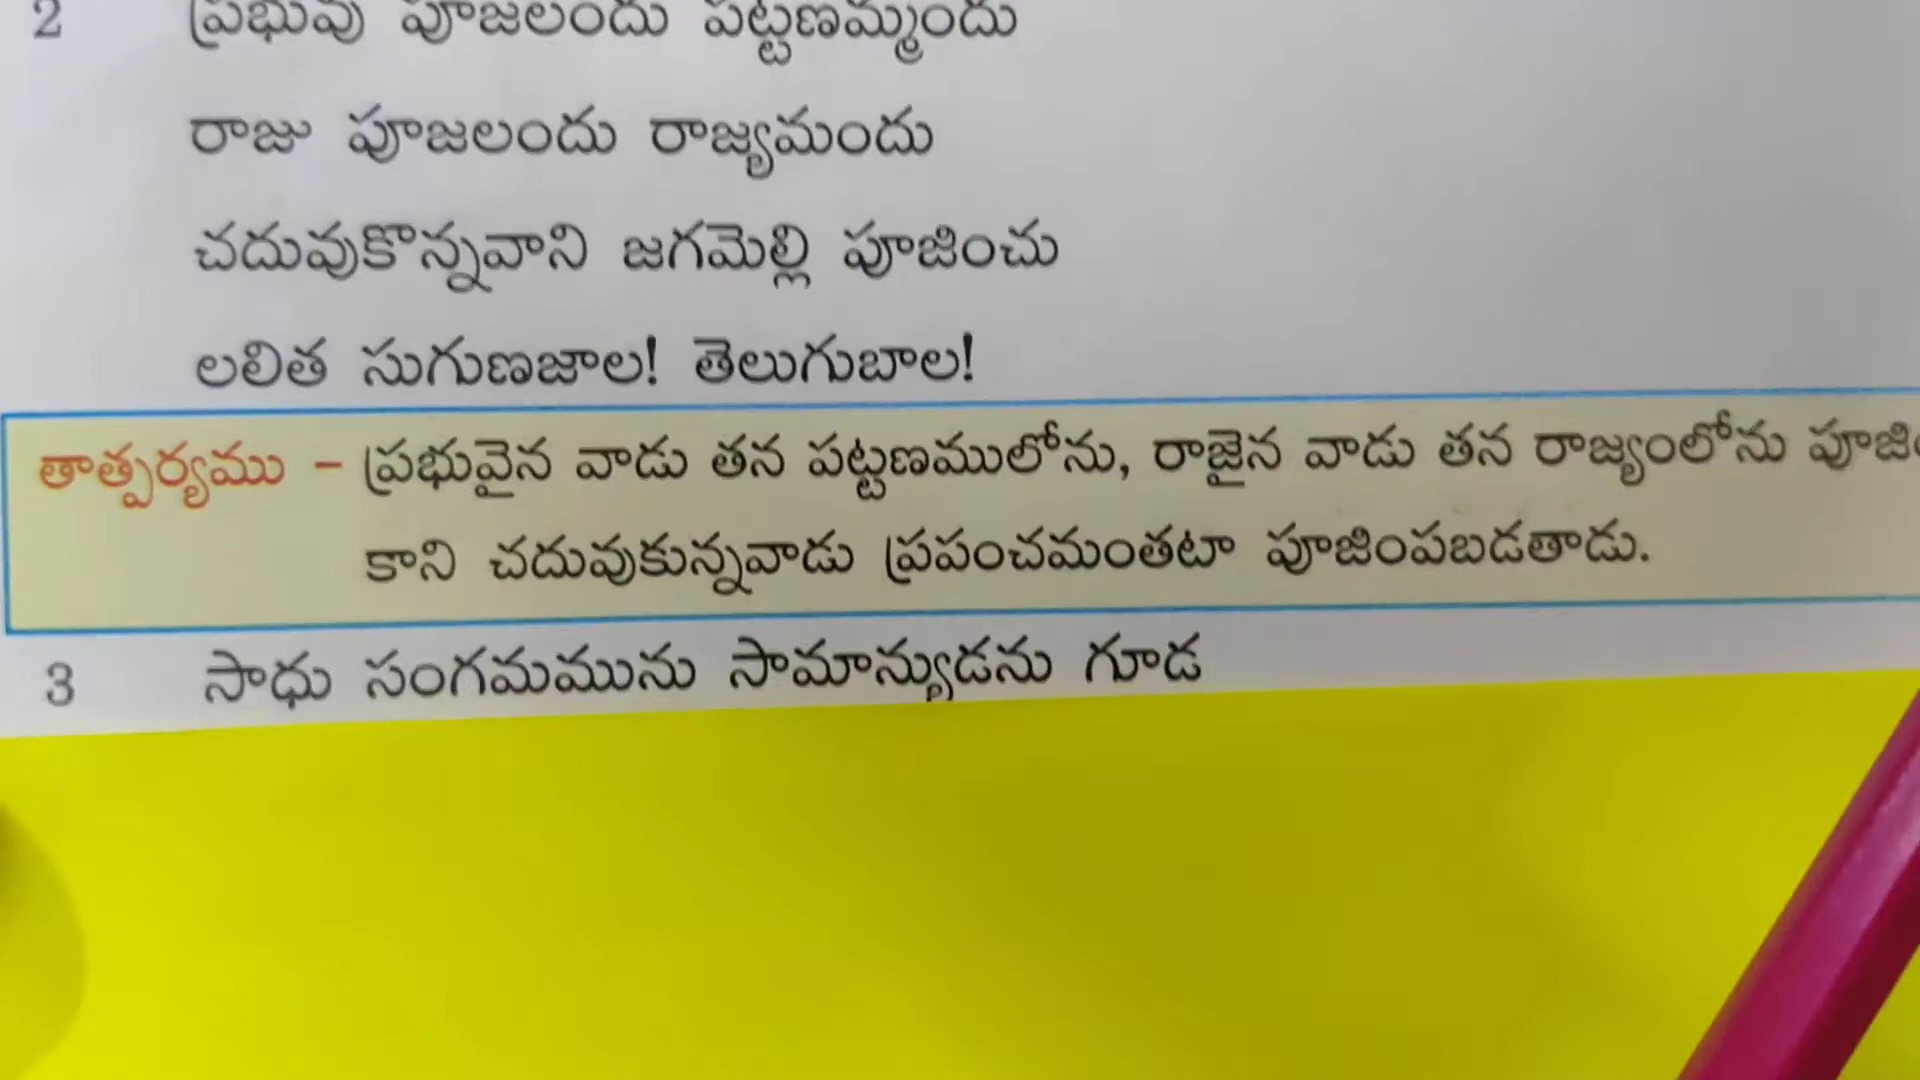 2 ప్రభువు పూజలందు పట్టణమ్మందు
రాజు పూజలందు రాజ్యమందు
చదువుకొన్నవాని జగమెల్లి పూజించు
లలిత సుగుణజాల! తెలుగుబాల!
తాత్పర్యము – ప్రభువైన వాడు తన పట్టణములోను, రాజైన వాడు తన రాజ్యంలోను
కాని చదువుకున్నవాడు ప్రపంచమంతటా పూజింపబడతాడు.
3 సాధు సంగమమును సామాన్యుడను గూడ